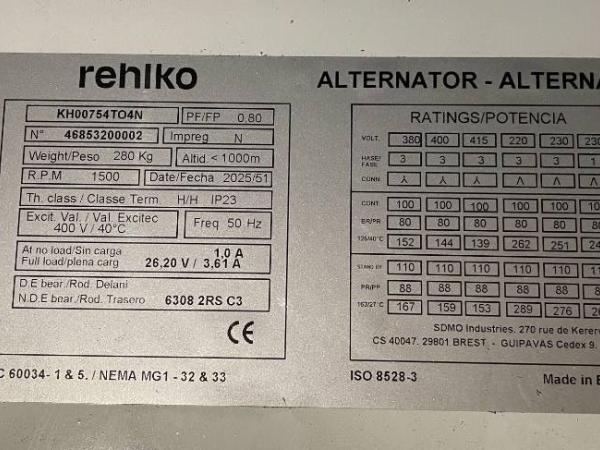 rehlko
KH00754TO4N PF/FP 0,80
N° 46853200002 Impreg N
Weight/Peso 280 Kg Altid < 1000m
R.P.M 1500 Date/Fecha 2025/51
Th. class / Classe Term. H/H IP23
Excit. Val. / Val. Excitec
400 V / 40°C Freq 50 Hz
At no load/Sin carga 1,0 A
Full load/plena carg 26,20 V / 3,61 A
D.E bear./Rod. Delani
N.D.E bear./Rod. Trasero 6308 2RS C3
CE
C 60034- 1 & 5. / NEMA MG1 - 32 & 33
ALTERNATOR - ALTERNA
RATINGS/POTENCIA
VOLT. 380 400 415 220 230 230
3 3 3 3 3 1
CONN
CONT. 100 100 100 100 100 100
ER/PR 80 80 80 80 80 80
125/40°C 152 144 139 262 251
110 110 110 110 110 110
PR/PP 88 88 88 88 88 88
163/27°C 167 159 153 289 276
SDMO Industries. 270 rue de
CS 40047. 29801 BREST - GUIPAVAS Cedex 9.
ISO 8528-3 Made in